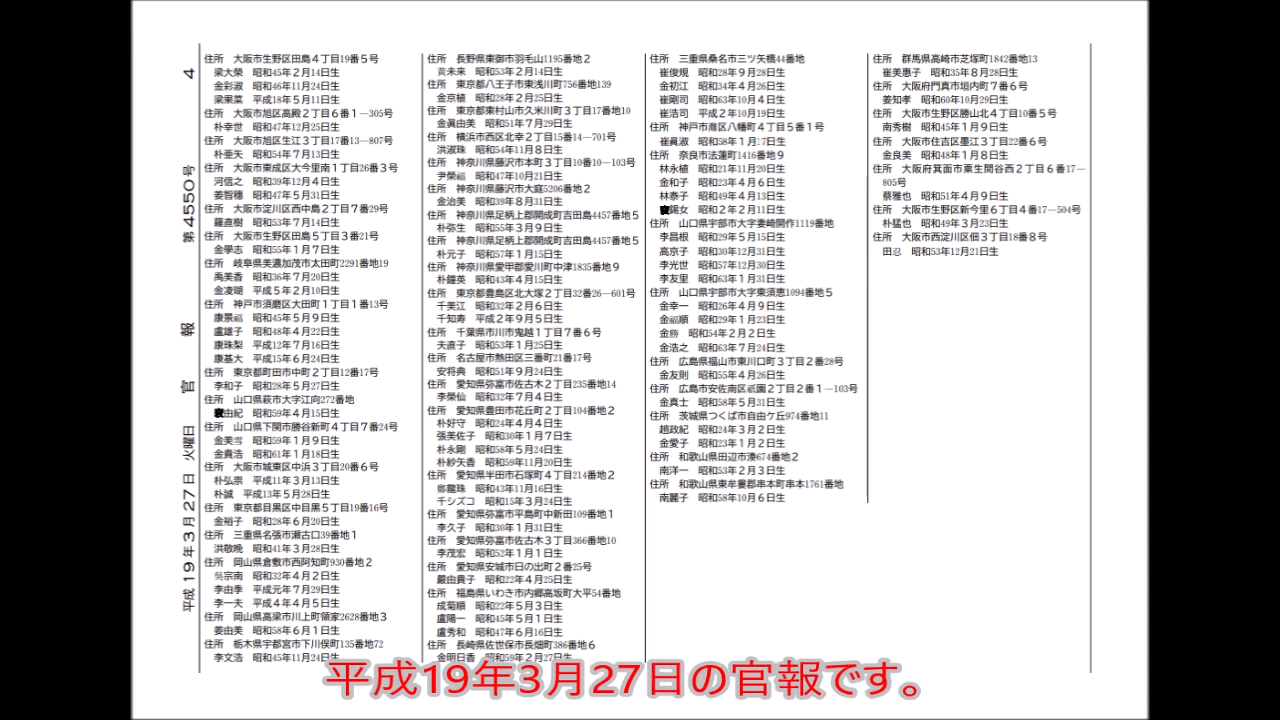 4
第4550号
官 報
平成19年3月27日 火曜日
住所 大阪市生野区田島4丁目19番5号
梁大榮 昭和45年2月14日生
金彩淑 昭和46年11月24日生
梁果菜 平成18年5月11日生
住所 大阪市旭区高殿2丁目6番1―305号
朴幸世 昭和47年12月25日生
住所 大阪市旭区生江3丁目17番13―807号
朴亜矢 昭和54年7月13日生
住所 大阪市東成区大今里南1丁目26番3号
河信之 昭和39年12月4日生
姜智穗 昭和47年5月31日生
住所 大阪市淀川区西中島2丁目7番29号
羅直樹 昭和53年7月14日生
住所 大阪市生野区田島5丁目3番21号
金學志 昭和55年1月7日生
住所 岐阜県美濃加茂市太田町2291番地19
禹美香 昭和36年7月20日生
金凌瑚 平成5年2月10日生
住所 神戸市須磨区大田町1丁目1番13号
康景福 昭和45年5月9日生
盧雄子 昭和48年4月22日生
康珠梨 平成12年7月16日生
康基大 平成15年6月24日生
住所 東京都町田市中町2丁目12番17号
李和子 昭和28年5月27日生
住所 山口県萩市大字江向272番地
由紀 昭和59年4月15日生
住所 山口県下関市勝谷新町4丁目7番24号
金美雪 昭和59年1月9日生
金貴浩 昭和61年1月18日生
住所 大阪市城東区中浜3丁目20番6号
朴弘崇 平成11年3月13日生
朴誠 平成13年5月28日生
住所 東京都目黒区中目黒5丁目19番16号
金裕子 昭和28年6月20日生
住所 三重県名張市瀬古口39番地1
洪敬晩 昭和41年3月28日生
住所 岡山県倉敷市西阿知町930番地2
吳宗南 昭和32年4月2日生
李由季 平成元年7月29日生
李一夫 平成4年4月5日生
住所 岡山県高梁市川上町領家2628番地3
姜由美 昭和58年6月1日生
住所 栃木県宇都宮市下川俣町135番地72
李文浩 昭和45年11月24日生
住所 長野県東御市羽毛山1195番地2
黃未来 昭和53年2月14日生
住所 東京都八王子市東浅川町756番地139
金京植 昭和28年2月25日生
住所 東京都東村山市久米川町3丁目17番地10
金眞由美 昭和51年7月29日生
住所 横浜市西区北幸2丁目15番14―701号
洪淑珠 昭和54年11月8日生
住所 神奈川県藤沢市本町3丁目10番10―103号
尹榮福 昭和47年10月21日生
住所 神奈川県藤沢市大庭5206番地2
金治美 昭和39年8月31日生
住所 神奈川県足柄上郡開成町吉田島4457番地5
朴弥生 昭和55年3月9日生
住所 神奈川県足柄上郡開成町吉田島4457番地5
朴元子 昭和57年1月15日生
住所 神奈川県愛甲郡愛川町中津1835番地9
朴鐘英 昭和43年4月15日生
住所 東京都豊島区北大塚2丁目32番26―601号
千美江 昭和32年2月6日生
千知寿 平成2年9月5日生
住所 千葉県市川市鬼越1丁目7番6号
夫直子 昭和53年1月25日生
住所 名古屋市熱田区三番町21番17号
安将典 昭和51年9月24日生
住所 愛知県弥富市佐古木2丁目235番地14
李榮仙 昭和32年7月4日生
住所 愛知県豊田市花丘町2丁目104番地2
朴好守 昭和24年4月4日生
張美佐子 昭和30年1月7日生
朴永剛 昭和58年5月24日生
朴紗矢香 昭和59年11月20日生
住所 愛知県半田市石塚町4丁目214番地2
鄭龍珠 昭和43年11月16日生
千シズコ 昭和15年3月24日生
住所 愛知県弥富市平島町中新田109番地1
李久子 昭和30年1月31日生
住所 愛知県弥富市佐古木3丁目366番地10
李茂宏 昭和52年1月1日生
住所 愛知県安城市日の出町2番25号
嚴由貴子 昭和22年4月25日生
住所 福島県いわき市内郷高坂町大平54番地
成菊順 昭和22年5月3日生
盧陽一 昭和45年5月1日生
盧秀和 昭和47年6月16日生
住所 長崎県佐世保市長畑町386番地6
金明日香 昭和59年2月27日生
住所 三重県桑名市三ツ矢橋44番地
崔俊規 昭和28年9月28日生
金初江 昭和34年4月26日生
崔剛司 昭和63年10月4日生
崔浩司 平成2年10月19日生
住所 神戸市灘区八幡町4丁目5番1号
崔眞淑 昭和58年1月17日生
住所 奈良市法蓮町1416番地9
林永植 昭和21年11月20日生
金和子 昭和23年4月6日生
林泰子 昭和49年4月13日生
錫女 昭和2年2月11日生
住所 山口県宇部市大字妻崎開作1119番地
李昌根 昭和29年5月15日生
高京子 昭和30年12月31日生
李光世 昭和57年12月30日生
李友里 昭和63年1月31日生
住所 山口県宇部市大字東須恵1094番地5
金幸一 昭和26年4月9日生
金福順 昭和29年1月23日生
金勝 昭和54年2月2日生
金浩之 昭和63年7月24日生
住所 広島県福山市東川口町3丁目2番28号
金友則 昭和55年4月26日生
住所 広島市安佐南区祇園2丁目2番1―103号
金真士 昭和58年5月31日生
住所 茨城県つくば市自由ケ丘974番地11
趙政紀 昭和24年3月2日生
金愛子 昭和23年1月2日生
住所 和歌山県田辺市湊674番地2
南洋一 昭和53年2月3日生
住所 和歌山県東牟婁郡串本町串本1761番地
南麗子 昭和58年10月6日生
住所 群馬県高崎市芝塚町1842番地13
崔美惠子 昭和35年8月28日生
住所 大阪府門真市垣内町7番6号
姜知孝 昭和60年10月29日生
住所 大阪市生野区勝山北4丁目10番5号
南秀樹 昭和45年1月9日生
住所 大阪市住吉区墨江3丁目22番6号
金良美 昭和48年1月8日生
住所 大阪府箕面市粟生間谷西2丁目6番17―
805号
蔡雅也 昭和51年4月9日生
住所 大阪市生野区新今里6丁目4番17―504号
朴猛也 昭和49年3月23日生
住所 大阪市西淀川区佃3丁目18番8号
田忍 昭和53年12月21日生
平成19年3月27日の官報です。